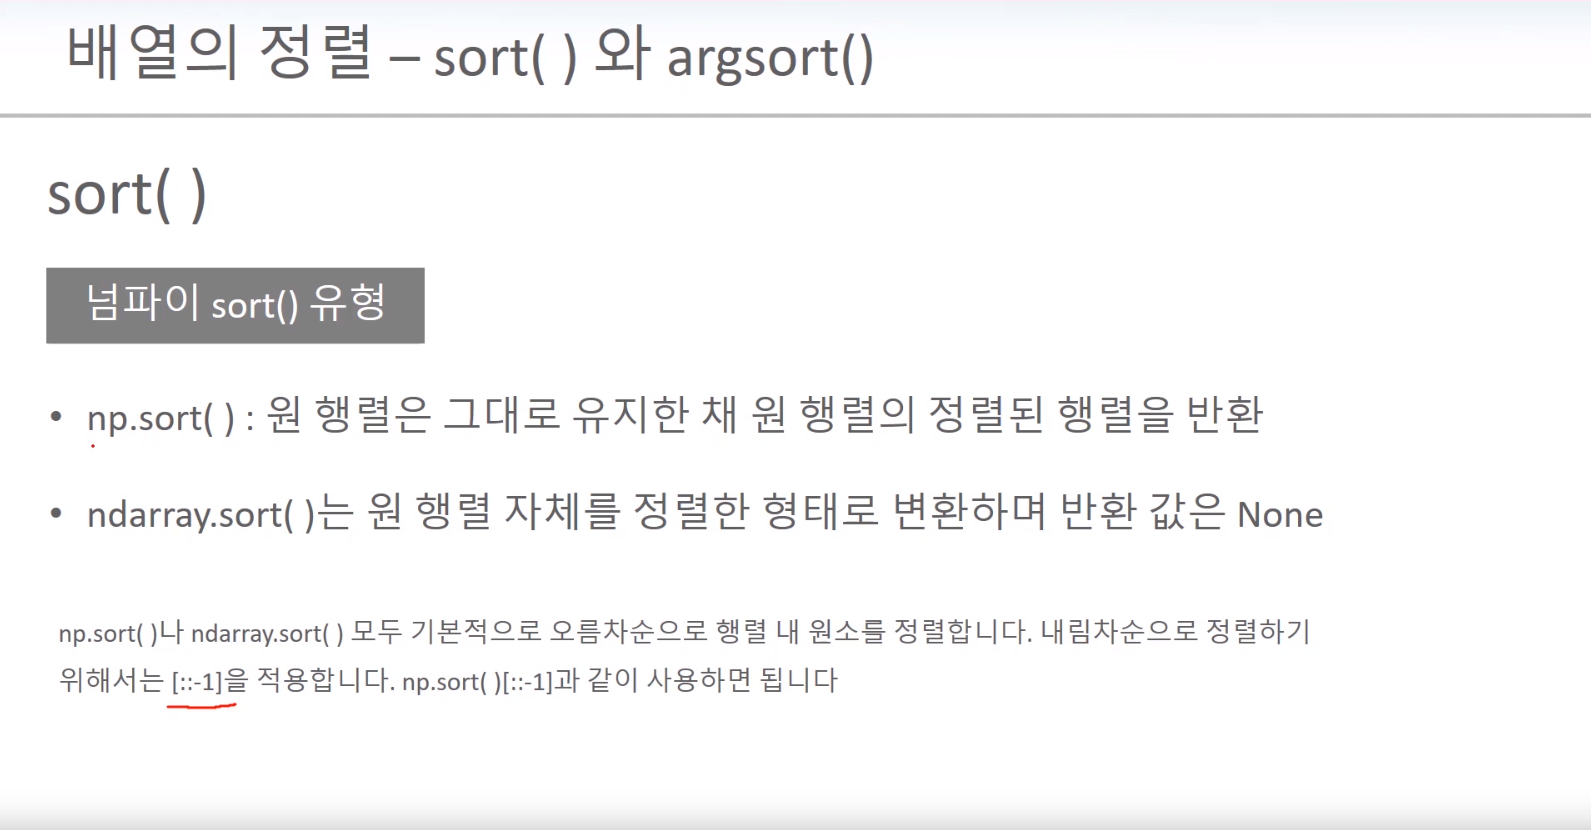 배열의 정렬 – sort( ) 와 argsort()
sort( )
넘파이 sort() 유형
• np.sort( ) : 원 행렬은 그대로 유지한 채 원 행렬의 정렬된 행렬을 반환
• ndarray.sort( )는 원 행렬 자체를 정렬한 형태로 변환하며 반환 값은 None
np.sort( )나 ndarray.sort( ) 모두 기본적으로 오름차순으로 행렬 내 원소를 정렬합니다. 내림차순으로 정렬하기
위해서는 [::-1]을 적용합니다. np.sort( )[::-1]과 같이 사용하면 됩니다